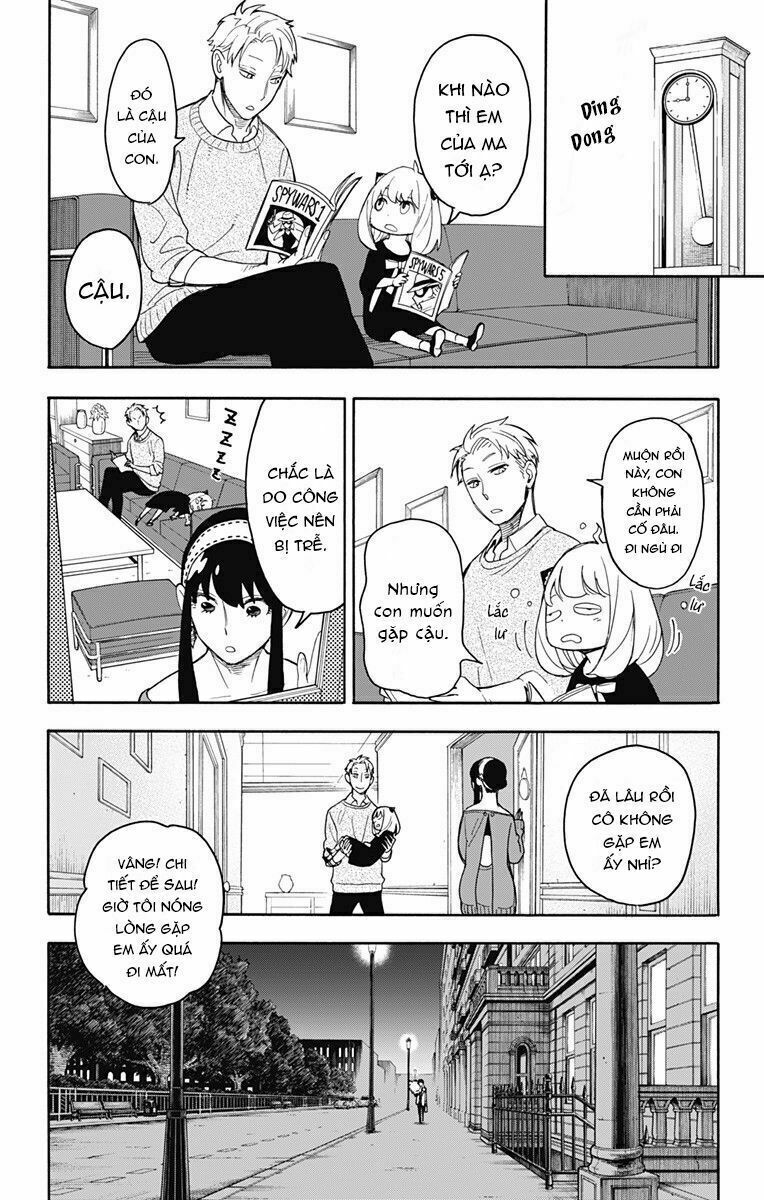 Ding
Dong
KHI NÀO
THÌ EM
CỦA MA
TỚI Ạ?
ĐÓ
LÀ CẬU
CỦA
CON.
SPYWARS 1
SPYWARS 5
CẬU.
MUỘN RỒI
NÀY, CON
KHÔNG
CẦN PHẢI
CỐ ĐÂU.
ĐI NGỦ ĐI
Lắc
lư
Lắc
lư
Nhưng
con muốn
gặp cậu.
CHẮC LÀ
DO CÔNG
VIỆC NÊN
BỊ TRỄ.
ZZZZZ
ĐÃ LÂU RỒI
CÔ KHÔNG
GẶP EM
ẤY NHỈ?
VÂNG! CHI
TIẾT ĐỂ SAU!
GIỜ TÔI NÓNG
LÒNG GẶP
EM ẤY QUÁ
ĐI MẤT!